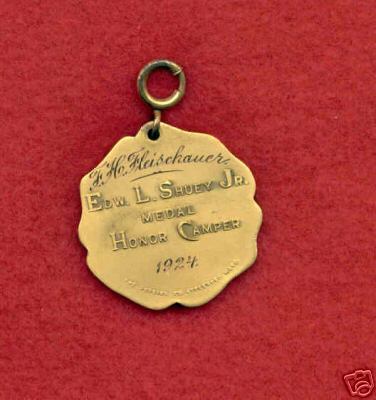 F. H. Fleischauer.
EDW. L. SHUEY JR.
MEDAL
HONOR CAMPER
1924